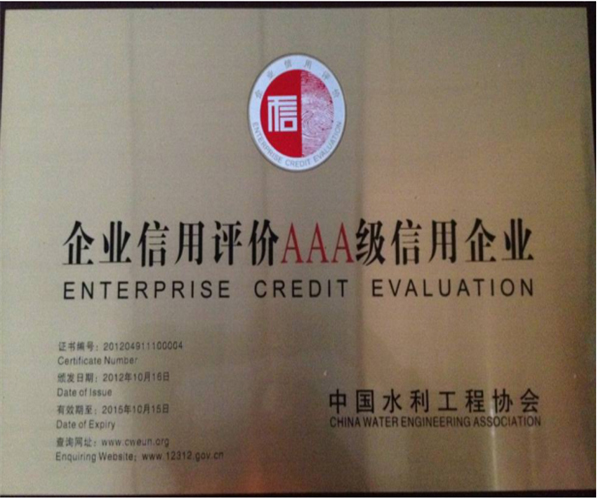 企业信用评价
信
ENTERPRISE CREDIT EVALUATION
企业信用评价AAA级信用企业
ENTERPRISE CREDIT EVALUATION
证书编号：201204911100004
Certificate Number
颁发日期：2012年10月16日
Date of Issue
有效期至：2015年10月15日
Date of Expiry
查询网址：www.cweun.org
Enquiring Website：www.12312.gov.cn
中国水利工程协会
CHINA WATER ENGINEERING ASSOCIATION